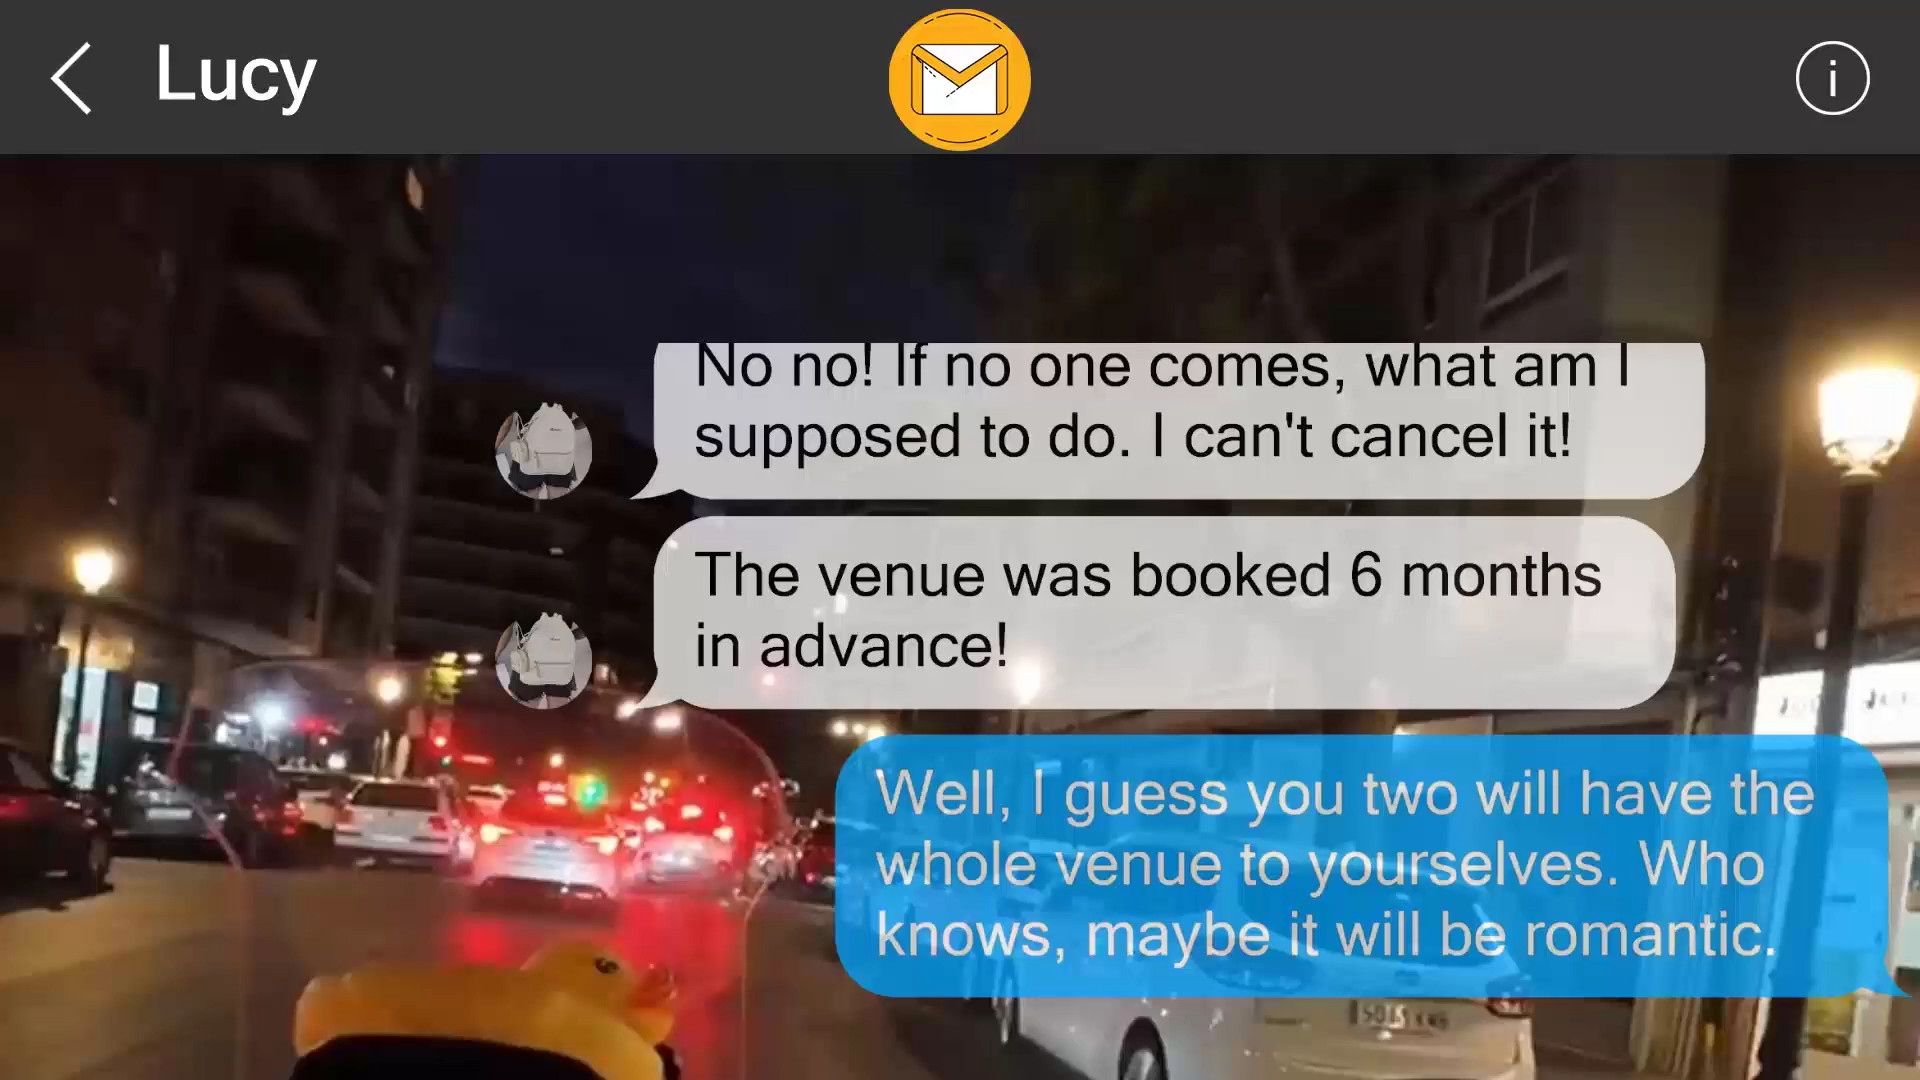 Lucy
No no! If no one comes, what am I
supposed to do. I can't cancel it!
The venue was booked 6 months
in advance!
Well, I guess you two will have the
whole venue to yourselves. Who
knows, maybe it will be romantic.